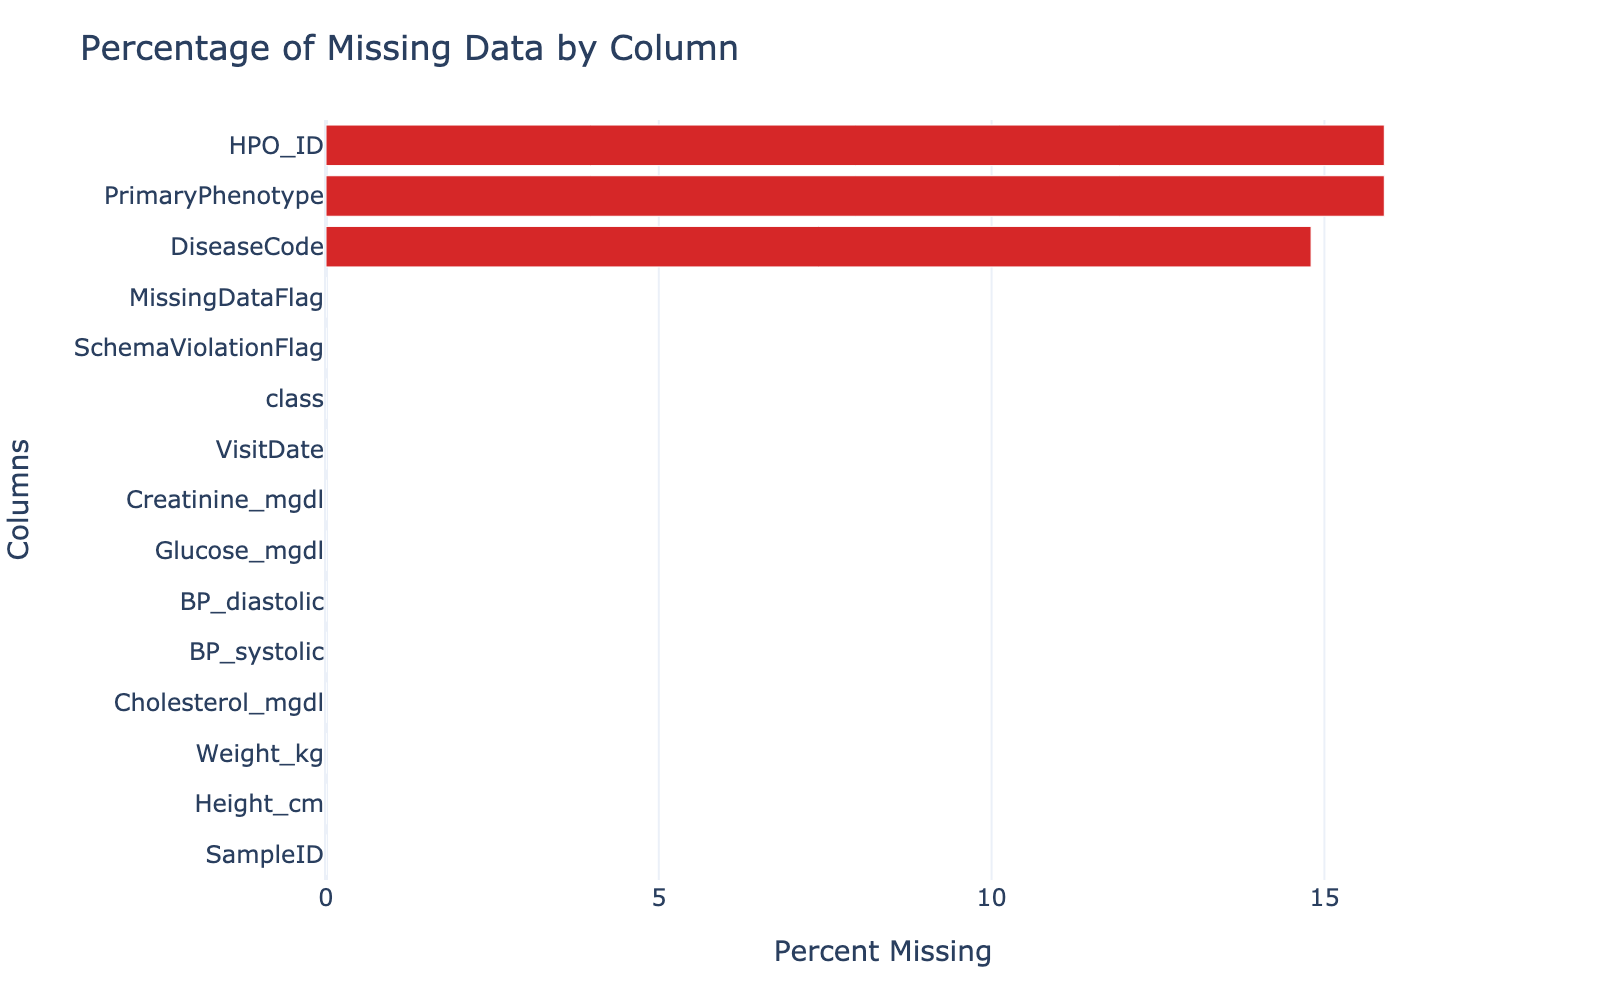 Percentage of Missing Data by Column
HPO_ID
PrimaryPhenotype
DiseaseCode
MissingDataFlag
SchemaViolationFlag
class
VisitDate
Creatinine_mgdl
Glucose_mgdl
BP_diastolic
BP_systolic
Cholesterol_mgdl
Weight_kg
Height_cm
SampleID
Columns
0 5 10 15
Percent Missing